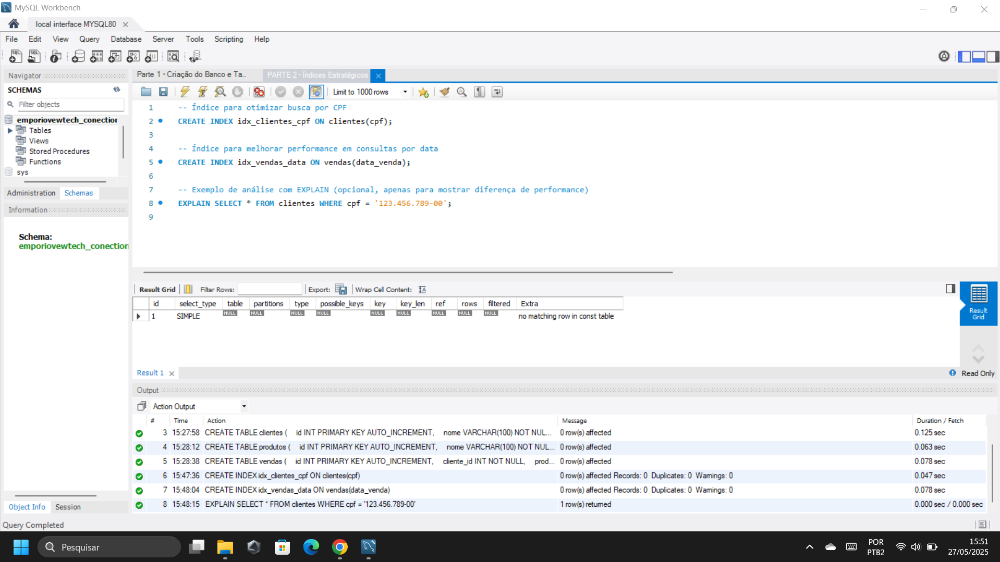 MySQL Workbench
local interface MYSQL80
File Edit View Query Database Server Tools Scripting Help
Navigator
SCHEMAS
Filter objects
emporiovewtech_conection
Tables
Views
Stored Procedures
Functions
sys
Administration Schemas
Information
Schema:
emporiovewtech_conection
Object Info Session
Query Completed
Parte 1 - Criação do Banco e Ta...
PARTE 2 - Índices Estratégicos
Limit to 1000 rows
1 -- Índice para otimizar busca por CPF
2 CREATE INDEX idx_clientes_cpf ON clientes(cpf);
3
4 -- Índice para melhorar performance em consultas por data
5 CREATE INDEX idx_vendas_data ON vendas(data_venda);
6
7 -- Exemplo de análise com EXPLAIN (opcional, apenas para mostrar diferença de performance)
8 EXPLAIN SELECT * FROM clientes WHERE cpf = '123.456.789-00';
9
Result Grid Filter Rows: Export: Wrap Cell Content:
id select_type table partitions type possible_keys key key_len ref rows filtered Extra
1 SIMPLE NULL NULL NULL NULL NULL NULL NULL NULL NULL no matching row in const table
Result
Grid
Result 1
Read Only
Output
Action Output
# Time Action Message Duration / Fetch
3 15:27:58 CREATE TABLE clientes ( id INT PRIMARY KEY AUTO_INCREMENT, nome VARCHAR(100) NOT NUL... 0 row(s) affected 0.125 sec
4 15:28:12 CREATE TABLE produtos ( id INT PRIMARY KEY AUTO_INCREMENT, nome VARCHAR(100) NOT NUL... 0 row(s) affected 0.063 sec
5 15:28:38 CREATE TABLE vendas ( id INT PRIMARY KEY AUTO_INCREMENT, cliente_id INT NOT NULL, prod... 0 row(s) affected 0.078 sec
6 15:47:36 CREATE INDEX idx_clientes_cpf ON clientes(cpf) 0 row(s) affected Records: 0 Duplicates: 0 Warnings: 0 0.047 sec
7 15:48:04 CREATE INDEX idx_vendas_data ON vendas(data_venda) 0 row(s) affected Records: 0 Duplicates: 0 Warnings: 0 0.078 sec
8 15:48:15 EXPLAIN SELECT * FROM clientes WHERE cpf = '123.456.789-00' 1 row(s) returned 0.000 sec / 0.000 sec
Pesquisar
POR
PTB2
15:51
27/05/2025